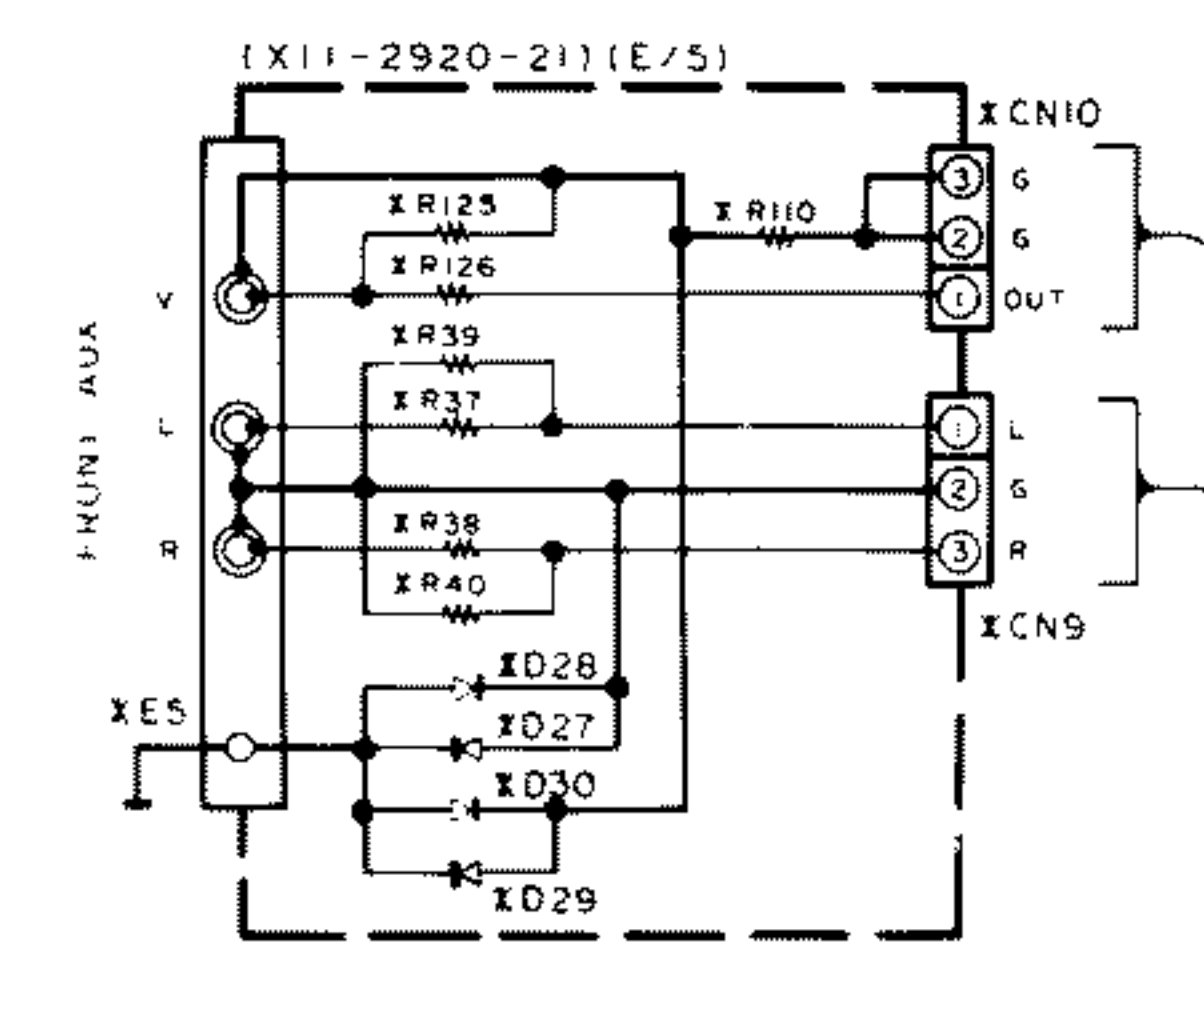 (X11-2920-21)(E/5)
XCN10
3 G
XR125
XR110
2 G
XR126
V
1 OUT
XR39
FRONT AUX
XR37
L
1 L
2 G
XR38
R
3 R
XR40
XCN9
XD28
XE5
XD27
XD30
XD29